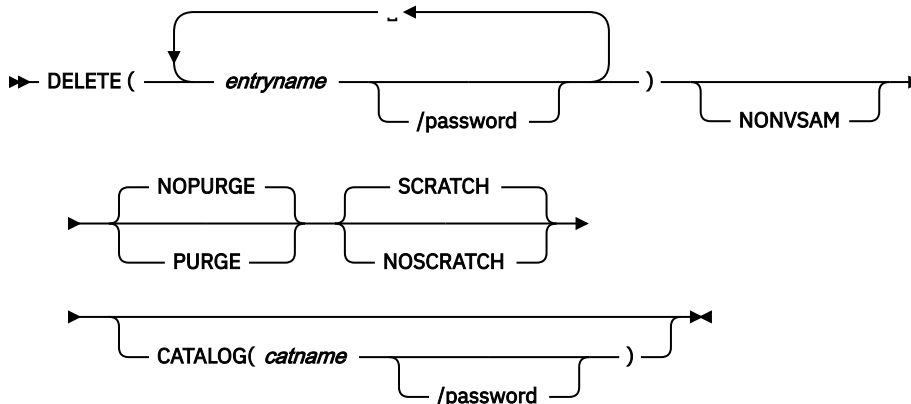 ␣
DELETE ( entryname )
/password NONVSAM
NOPURGE SCRATCH
PURGE NOSCRATCH
CATALOG( catname )
/password